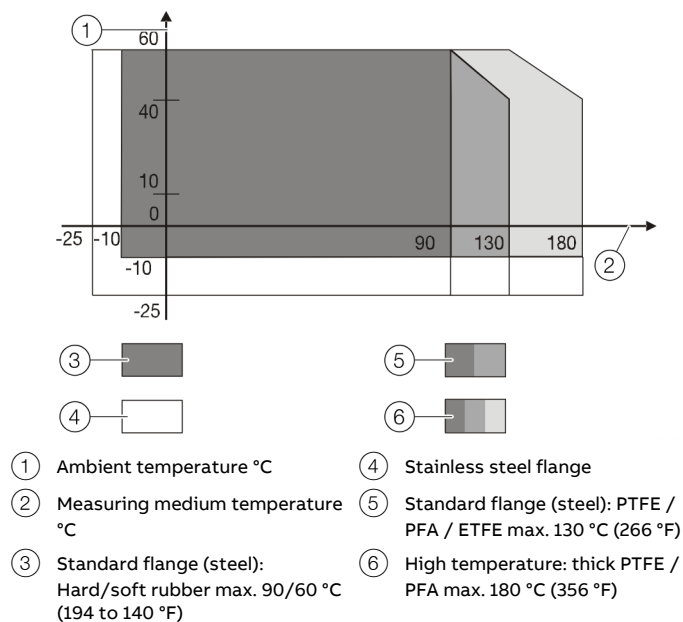 1
60
40
10
0
-25 -10 90 130 180
2
-10
-25
3 5
4 6
1 Ambient temperature °C
2 Measuring medium temperature
°C
3 Standard flange (steel):
Hard/soft rubber max. 90/60 °C
(194 to 140 °F)
4 Stainless steel flange
5 Standard flange (steel): PTFE /
PFA / ETFE max. 130 °C (266 °F)
6 High temperature: thick PTFE /
PFA max. 180 °C (356 °F)